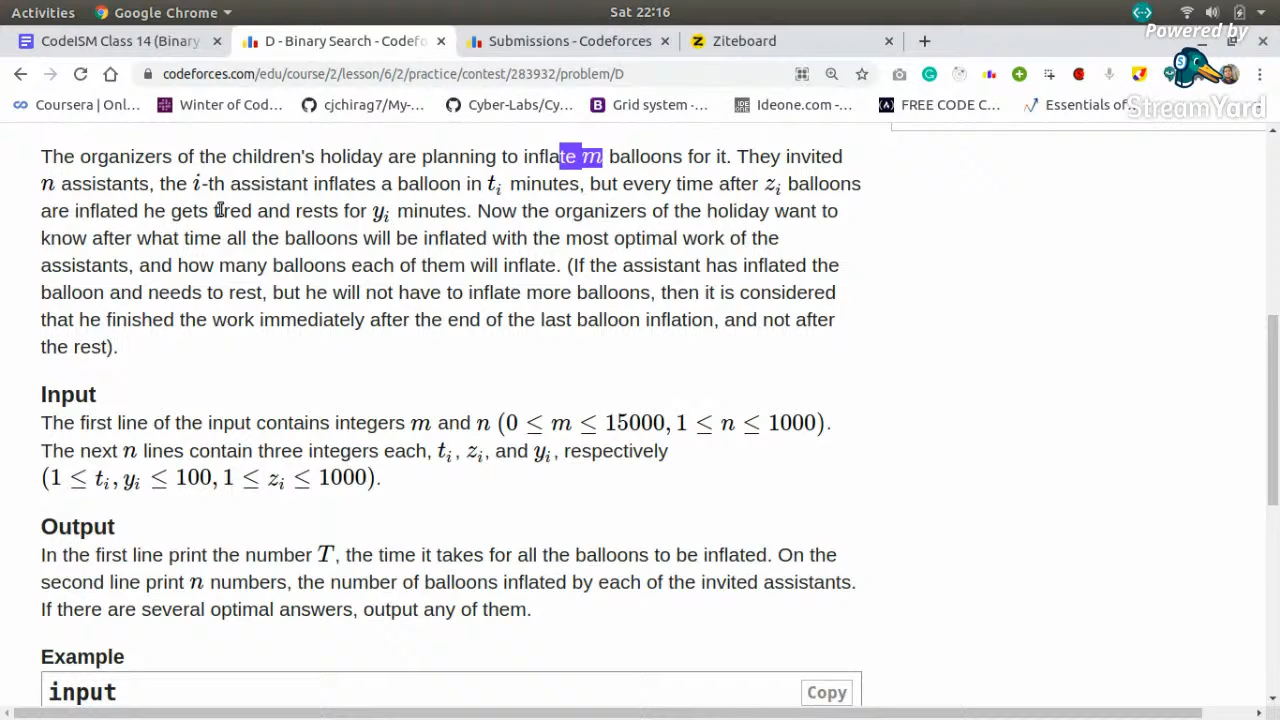 Activities Google Chrome Sat 22:16
Powered by
CodeISM Class 14 (Binary D - Binary Search - Codefo Submissions - Codeforces Ziteboard
codeforces.com/edu/course/2/lesson/6/2/practice/contest/283932/problem/D
Coursera | Onl... Winter of Cod... cjchirag7/My-... Cyber-Labs/Cy... Grid system -... Ideone.com -... FREE CODE C... Essentials of
StreamYard
The organizers of the children's holiday are planning to inflate m balloons for it. They invited
n assistants, the i-th assistant inflates a balloon in t_i minutes, but every time after z_i balloons
are inflated he gets tired and rests for y_i minutes. Now the organizers of the holiday want to
know after what time all the balloons will be inflated with the most optimal work of the
assistants, and how many balloons each of them will inflate. (If the assistant has inflated the
balloon and needs to rest, but he will not have to inflate more balloons, then it is considered
that he finished the work immediately after the end of the last balloon inflation, and not after
the rest).
Input
The first line of the input contains integers m and n (0 ≤ m ≤ 15000, 1 ≤ n ≤ 1000).
The next n lines contain three integers each, t_i, z_i, and y_i, respectively
(1 ≤ t_i, y_i ≤ 100, 1 ≤ z_i ≤ 1000).
Output
In the first line print the number T, the time it takes for all the balloons to be inflated. On the
second line print n numbers, the number of balloons inflated by each of the invited assistants.
If there are several optimal answers, output any of them.
Example
input Copy